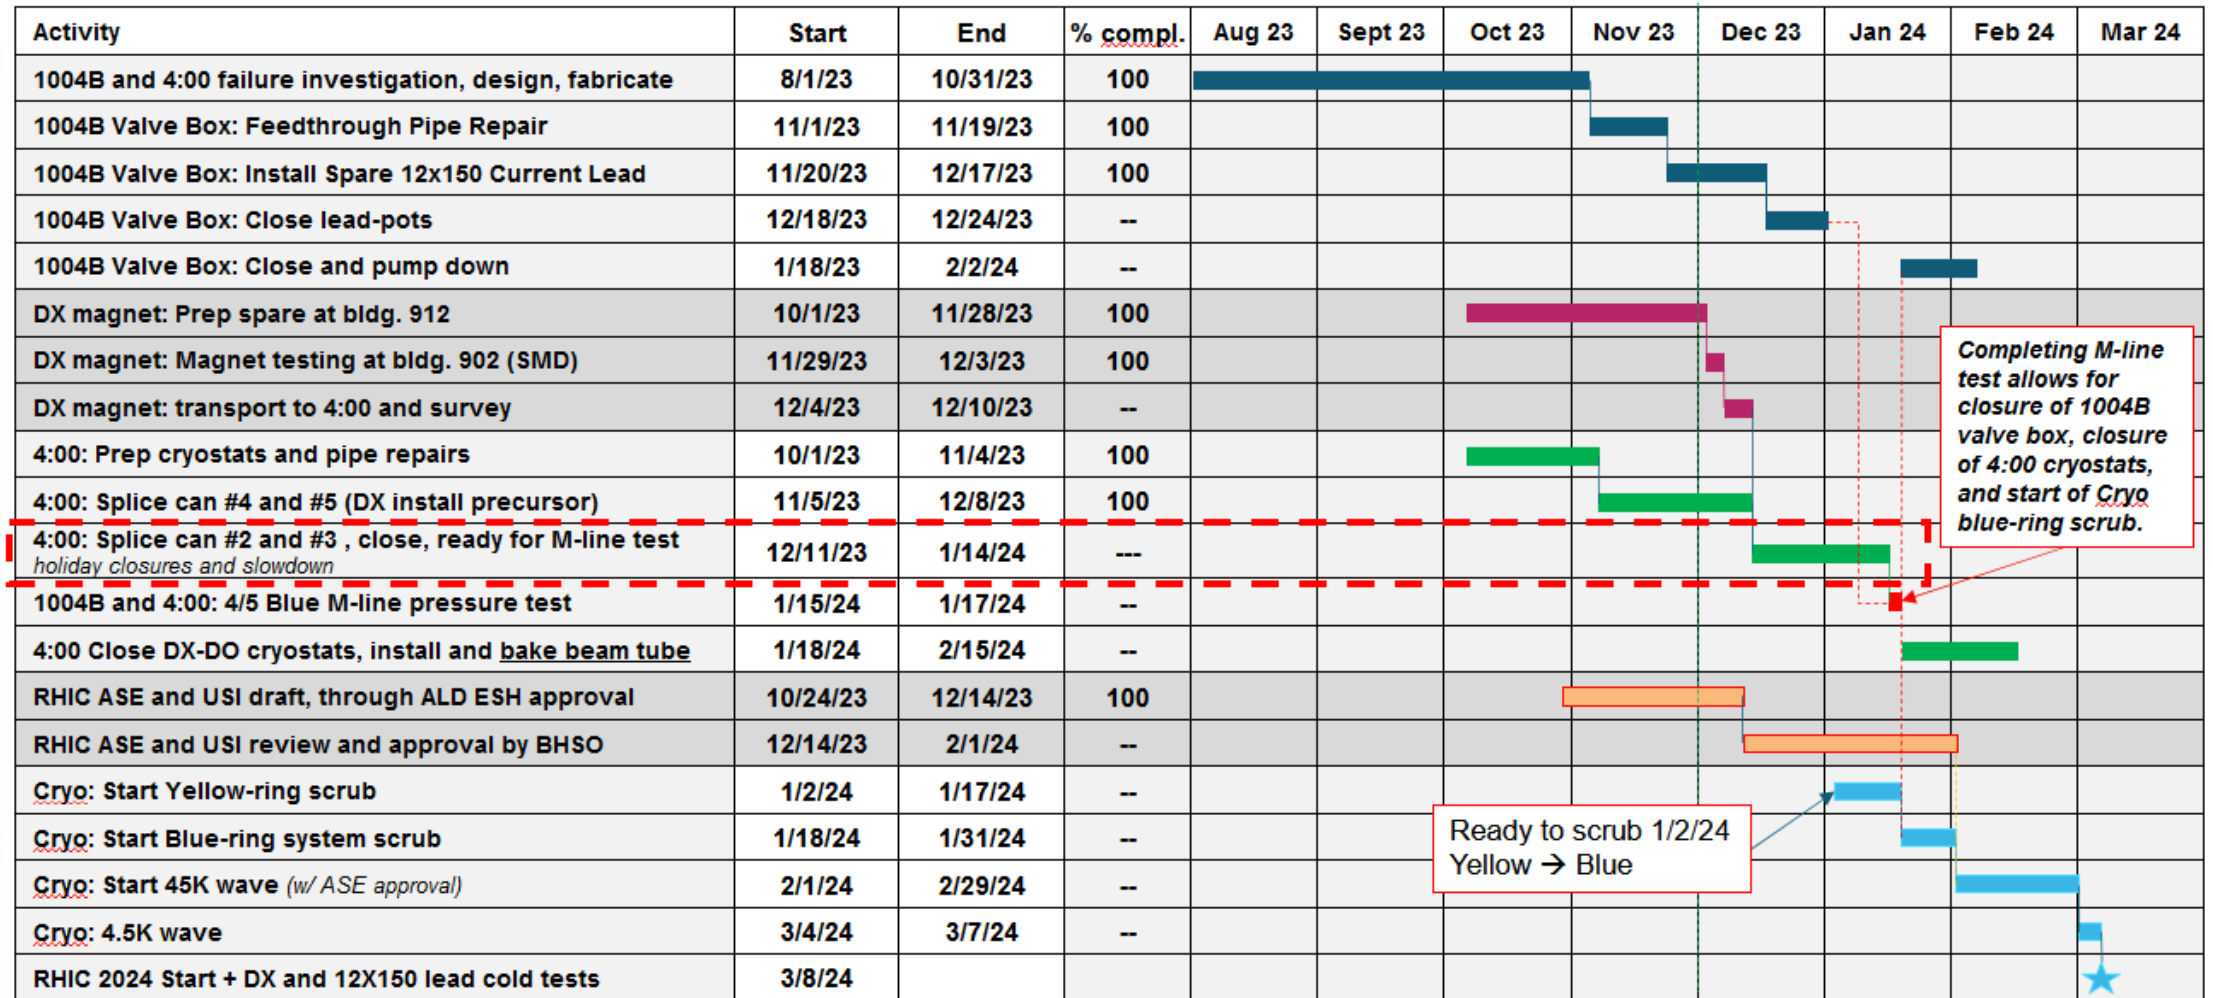 Activity Start End % compl. Aug 23 Sept 23 Oct 23 Nov 23 Dec 23 Jan 24 Feb 24 Mar 24
1004B and 4:00 failure investigation, design, fabricate 8/1/23 10/31/23 100
1004B Valve Box: Feedthrough Pipe Repair 11/1/23 11/19/23 100
1004B Valve Box: Install Spare 12x150 Current Lead 11/20/23 12/17/23 100
1004B Valve Box: Close lead-pots 12/18/23 12/24/23 --
1004B Valve Box: Close and pump down 1/18/23 2/2/24 --
DX magnet: Prep spare at bldg. 912 10/1/23 11/28/23 100
DX magnet: Magnet testing at bldg. 902 (SMD) 11/29/23 12/3/23 100
DX magnet: transport to 4:00 and survey 12/4/23 12/10/23 --
4:00: Prep cryostats and pipe repairs 10/1/23 11/4/23 100
4:00: Splice can #4 and #5 (DX install precursor) 11/5/23 12/8/23 100
4:00: Splice can #2 and #3 , close, ready for M-line test 12/11/23 1/14/24 ---
holiday closures and slowdown
1004B and 4:00: 4/5 Blue M-line pressure test 1/15/24 1/17/24 --
4:00 Close DX-DO cryostats, install and bake beam tube 1/18/24 2/15/24 --
RHIC ASE and USI draft, through ALD ESH approval 10/24/23 12/14/23 100
RHIC ASE and USI review and approval by BHSO 12/14/23 2/1/24 --
Cryo: Start Yellow-ring scrub 1/2/24 1/17/24 --
Cryo: Start Blue-ring system scrub 1/18/24 1/31/24 --
Cryo: Start 45K wave (w/ ASE approval) 2/1/24 2/29/24 --
Cryo: 4.5K wave 3/4/24 3/7/24 --
RHIC 2024 Start + DX and 12X150 lead cold tests 3/8/24
Completing M-line
test allows for
closure of 1004B
valve box, closure
of 4:00 cryostats,
and start of Cryo
blue-ring scrub.
Ready to scrub 1/2/24
Yellow → Blue